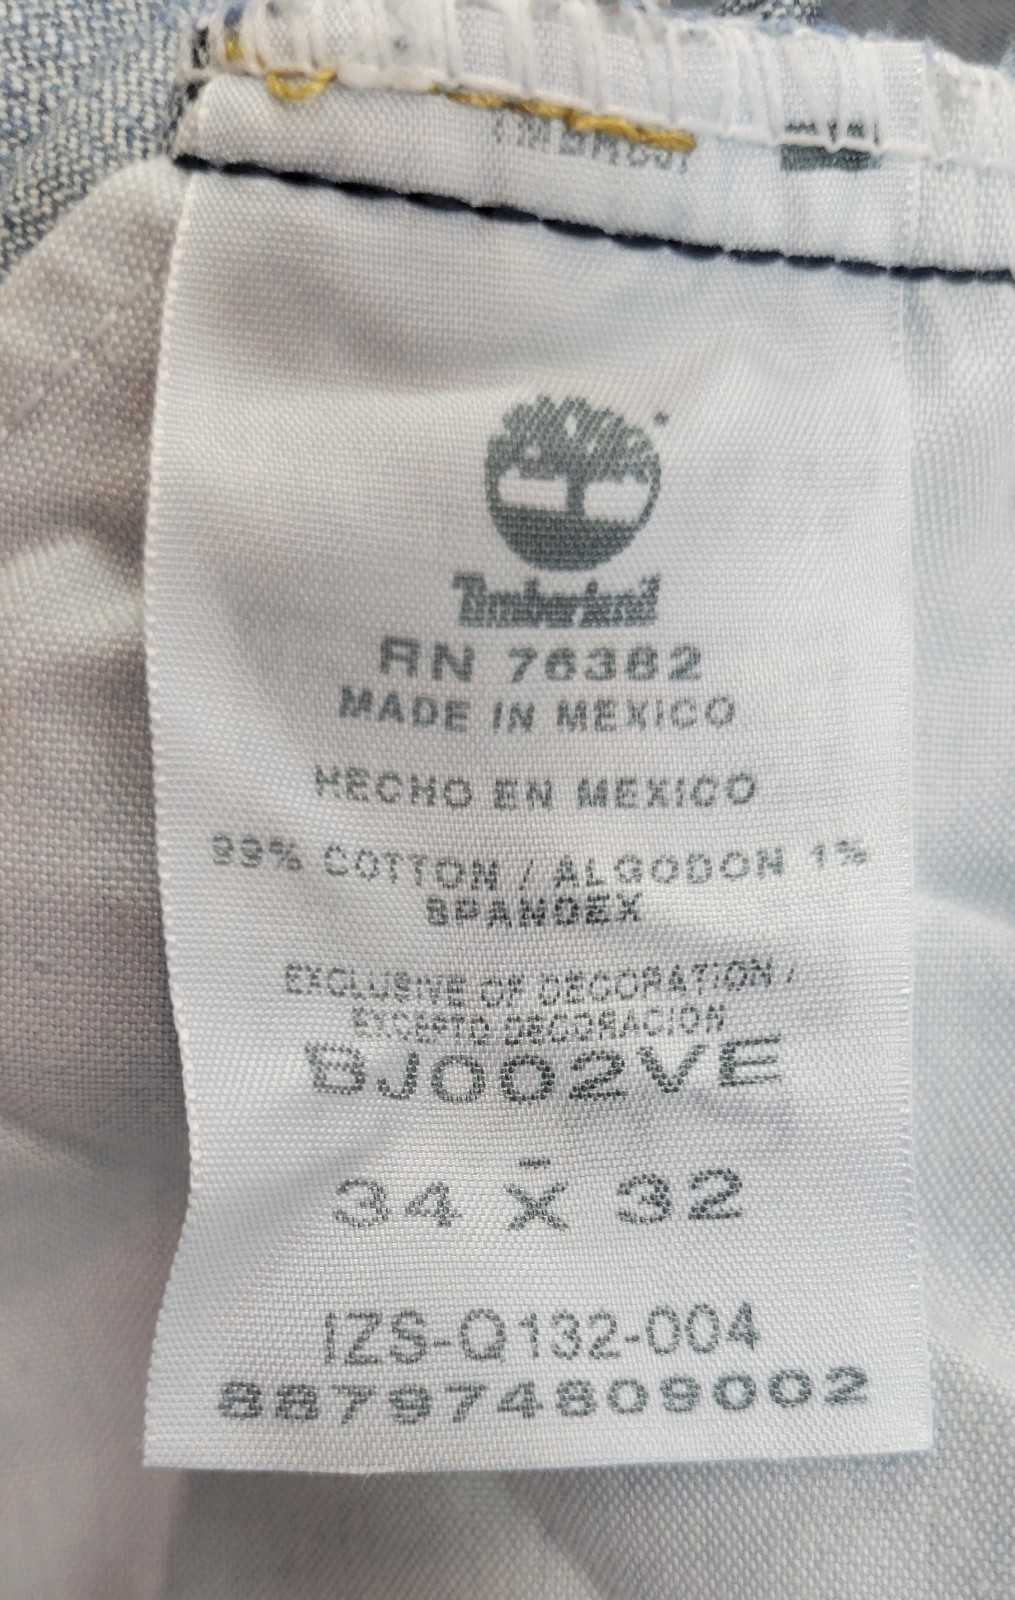 Timberland
RN 76382
MADE IN MEXICO
HECHO EN MEXICO
99% COTTON / ALGODON 1%
SPANDEX
EXCLUSIVE OF DECORATION /
EXCEPTO DECORACION
BJ002VE
34 X 32
IZS-Q132-004
887974809002